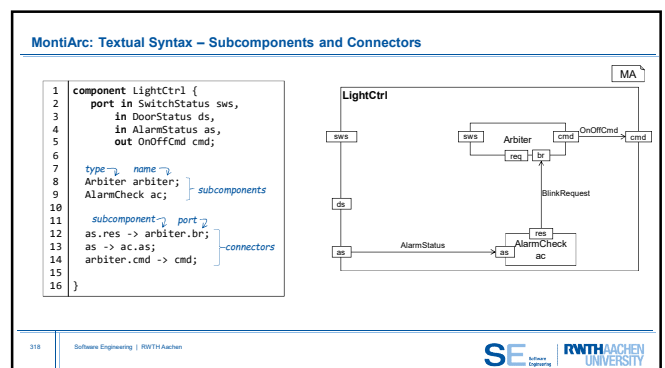 MontiArc: Textual Syntax – Subcomponents and Connectors
MA
1 component LightCtrl {
2 port in SwitchStatus sws,
3 in DoorStatus ds,
4 in AlarmStatus as,
5 out OnOffCmd cmd;
6
7 type name
8 Arbiter arbiter;
9 AlarmCheck ac;
subcomponents
10
11 subcomponent port
12 as.res -> arbiter.br;
13 as -> ac.as;
connectors
14 arbiter.cmd -> cmd;
15
16 }
LightCtrl
sws
sws
Arbiter
cmd
OnOffCmd
cmd
req
br
BlinkRequest
ds
res
as
AlarmStatus
as
AlarmCheck
ac
318
Software Engineering | RWTH Aachen
SE Software Engineering
RWTHAACHEN
UNIVERSITY